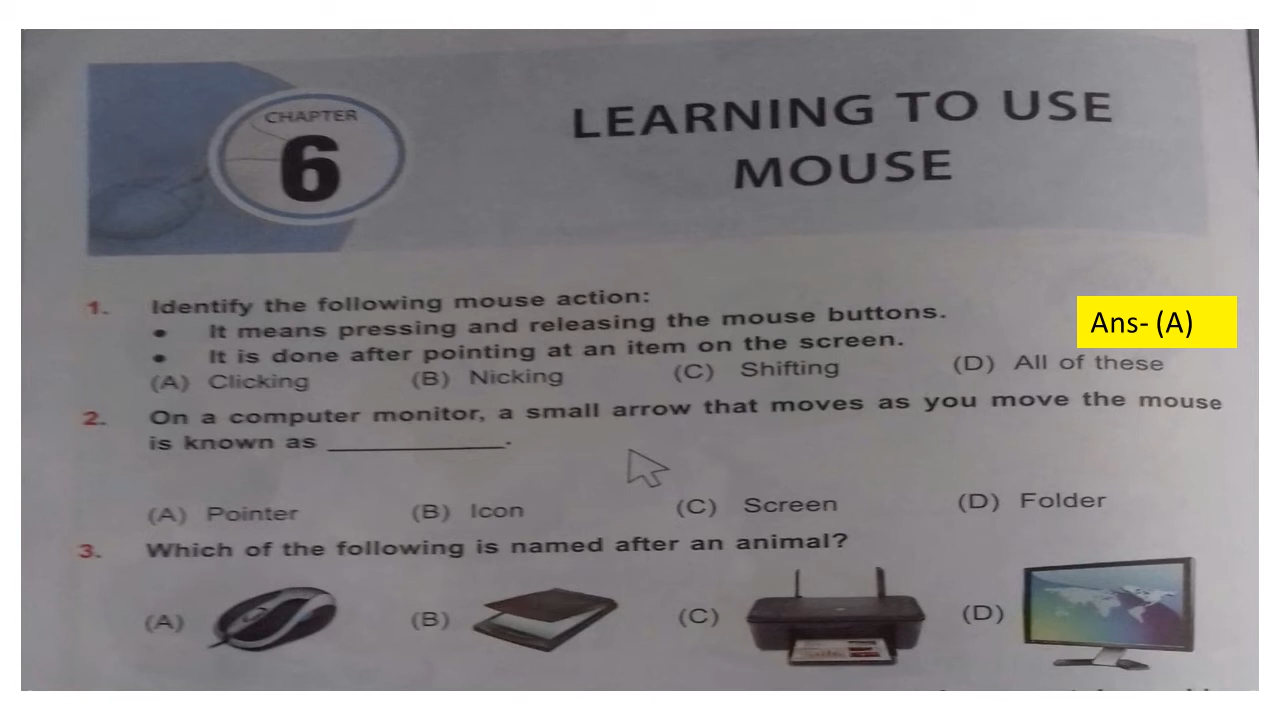 CHAPTER
6
LEARNING TO USE
MOUSE
1. Identify the following mouse action:
• It means pressing and releasing the mouse buttons.
• It is done after pointing at an item on the screen.
Ans- (A)
(A) Clicking (B) Nicking (C) Shifting (D) All of these
2. On a computer monitor, a small arrow that moves as you move the mouse
is known as ____________.
(A) Pointer (B) Icon (C) Screen (D) Folder
3. Which of the following is named after an animal?
(A) (B) (C) (D)